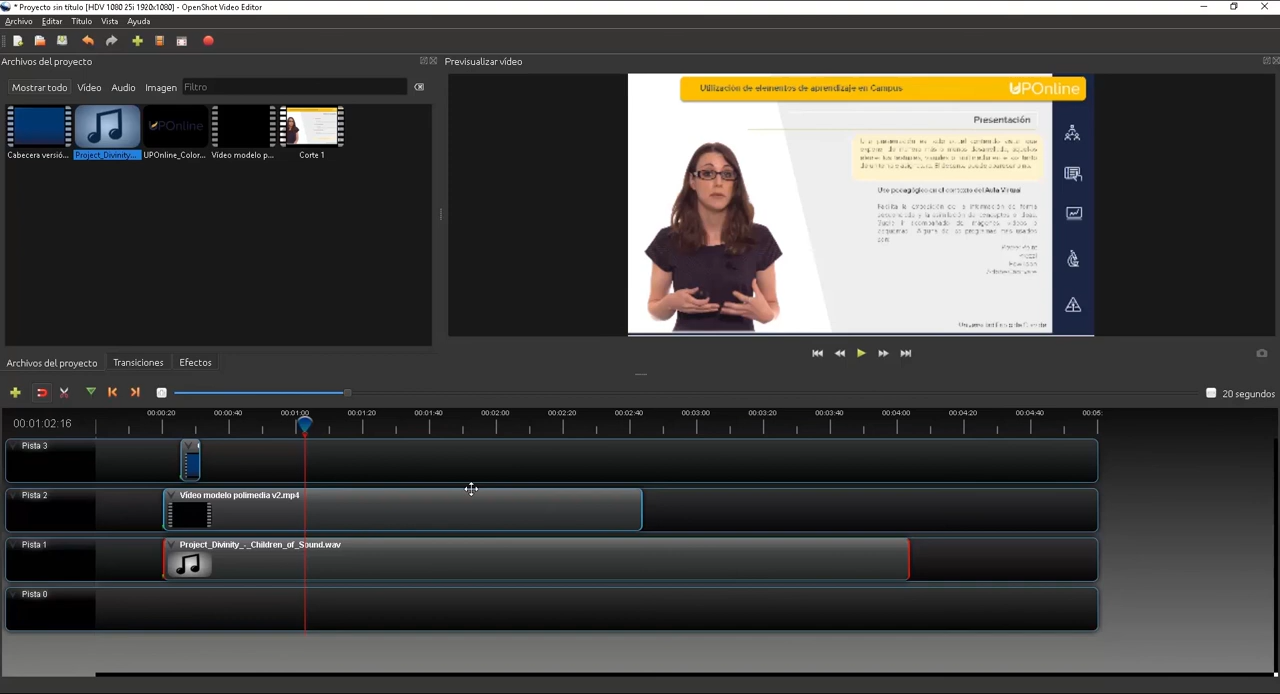 * Proyecto sin título [HDV 1080 25i 1920x1080] - OpenShot Video Editor
Archivo Editar Título Vista Ayuda
Archivos del proyecto
Previsualizar vídeo
Mostrar todo Vídeo Audio Imagen Filtro
Utilización de elementos de aprendizaje en Campus
UPOnline
Presentación
UPOnline
Cabecera versió... Project_Divinity_... UPOnline_Color... Vídeo modelo p... Corte 1
Uso pedagógico en el contexto del Aula Virtual
Archivos del proyecto Transiciones Efectos
20 segundos
00:01:02:16
00:00:20 00:00:40 00:01:00 00:01:20 00:01:40 00:02:00 00:02:20 00:02:40 00:03:00 00:03:20 00:03:40 00:04:00 00:04:20 00:04:40 00:05:
Pista 3
Pista 2
Vídeo modelo polimedia v2.mp4
Pista 1
Project_Divinity_-_Children_of_Sound.wav
Pista 0